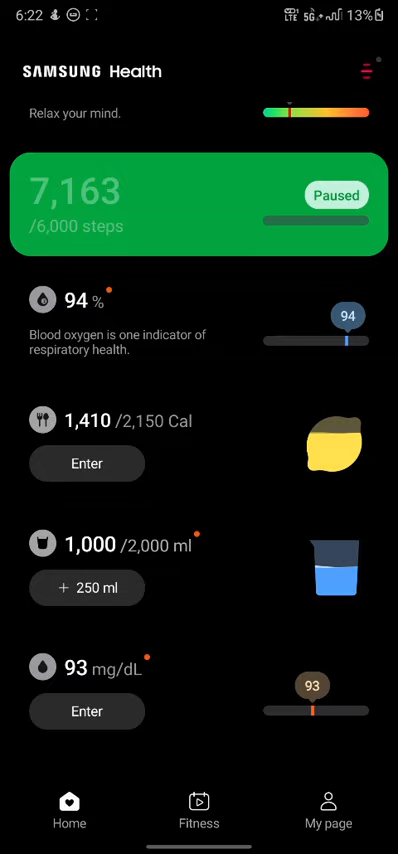 6:22
LTE 5G 13%
SAMSUNG Health
Relax your mind.
7,163
/6,000 steps
Paused
94 %
94
Blood oxygen is one indicator of
respiratory health.
1,410 /2,150 Cal
Enter
1,000 /2,000 ml
+ 250 ml
93 mg/dL
93
Enter
Home
Fitness
My page